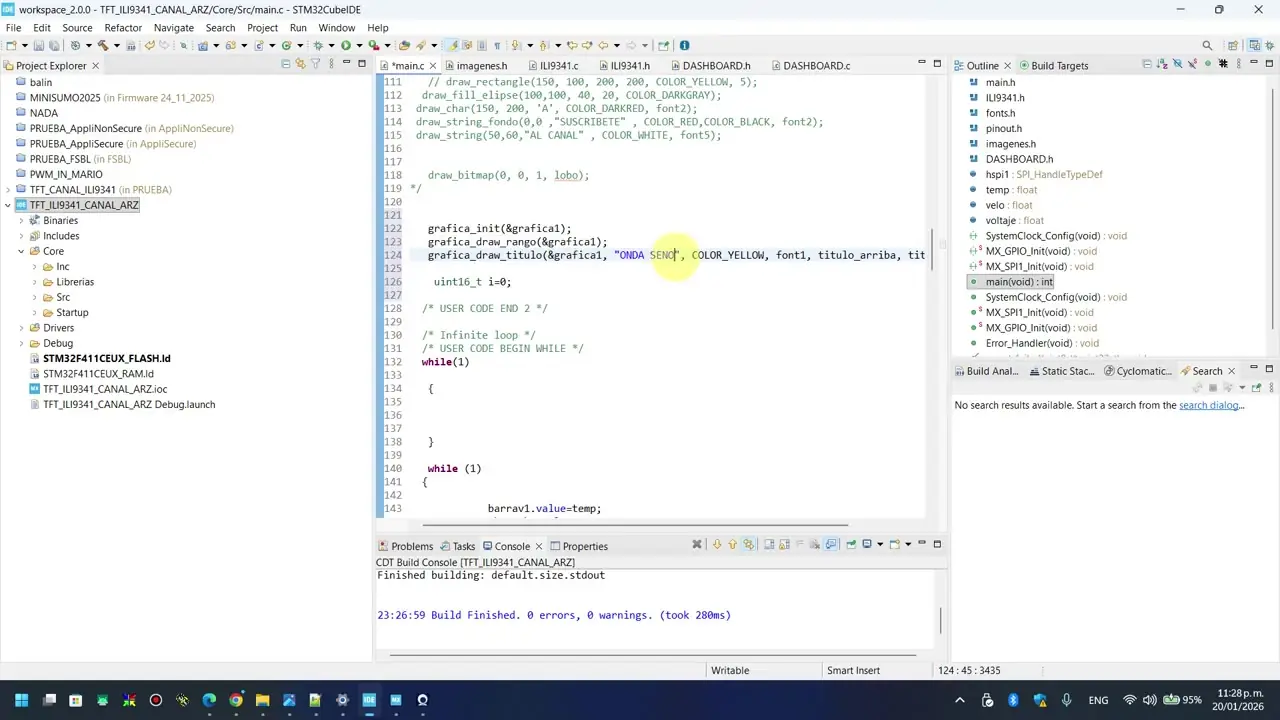 workspace_2.0.0 - TFT_ILI9341_CANAL_ARZ/Core/Src/main.c - STM32CubeIDE
File Edit Source Refactor Navigate Search Project Run Window Help
Project Explorer
balin
MINISUMO2025 (in Firmware 24_11_2025)
NADA
PRUEBA_AppliNonSecure (in AppliNonSecure)
PRUEBA_AppliSecure (in AppliSecure)
PRUEBA_FSBL (in FSBL)
PWM_IN_MARIO
TFT_CANAL_ILI9341 (in PRUEBA)
TFT_ILI9341_CANAL_ARZ
Binaries
Includes
Core
Inc
Librerias
Src
Startup
Drivers
Debug
STM32F411CEUX_FLASH.ld
STM32F411CEUX_RAM.ld
TFT_ILI9341_CANAL_ARZ.ioc
TFT_ILI9341_CANAL_ARZ Debug.launch
*main.c imagenes.h ILI9341.c ILI9341.h DASHBOARD.h DASHBOARD.c
111 // draw_rectangle(150, 100, 200, 200, COLOR_YELLOW, 5);
112 draw_fill_elipse(100,100, 40, 20, COLOR_DARKGRAY);
113 draw_char(150, 200, 'A', COLOR_DARKRED, font2);
114 draw_string_fondo(0,0 ,"SUSCRIBETE" , COLOR_RED,COLOR_BLACK, font2);
115 draw_string(50,60,"AL CANAL" , COLOR_WHITE, font5);
116
117
118 draw_bitmap(0, 0, 1, lobo);
119 */
120
121
122 grafica_init(&grafica1);
123 grafica_draw_rango(&grafica1);
124 grafica_draw_titulo(&grafica1, "ONDA SENO", COLOR_YELLOW, font1, titulo_arriba, tit
125
126 uint16_t i=0;
127
128 /* USER CODE END 2 */
129
130 /* Infinite loop */
131 /* USER CODE BEGIN WHILE */
132 while(1)
133
134 {
135
136
137
138 }
139
140 while (1)
141 {
142
143 barrav1.value=temp;
Problems Tasks Console Properties
CDT Build Console [TFT_ILI9341_CANAL_ARZ]
Finished building: default.size.stdout
23:26:59 Build Finished. 0 errors, 0 warnings. (took 280ms)
Outline Build Targets
main.h
ILI9341.h
fonts.h
pinout.h
imagenes.h
DASHBOARD.h
hspi1 : SPI_HandleTypeDef
temp : float
velo : float
voltaje : float
SystemClock_Config(void) : void
MX_GPIO_Init(void) : void
MX_SPI1_Init(void) : void
main(void) : int
SystemClock_Config(void) : void
MX_SPI1_Init(void) : void
MX_GPIO_Init(void) : void
Error_Handler(void) : void
Build Anal... Static Stac... Cyclomatic... Search
No search results available. Start a search from the search dialog...
Writable Smart Insert 124 : 45 : 3435
ENG 95% 11:28 p. m.
20/01/2026